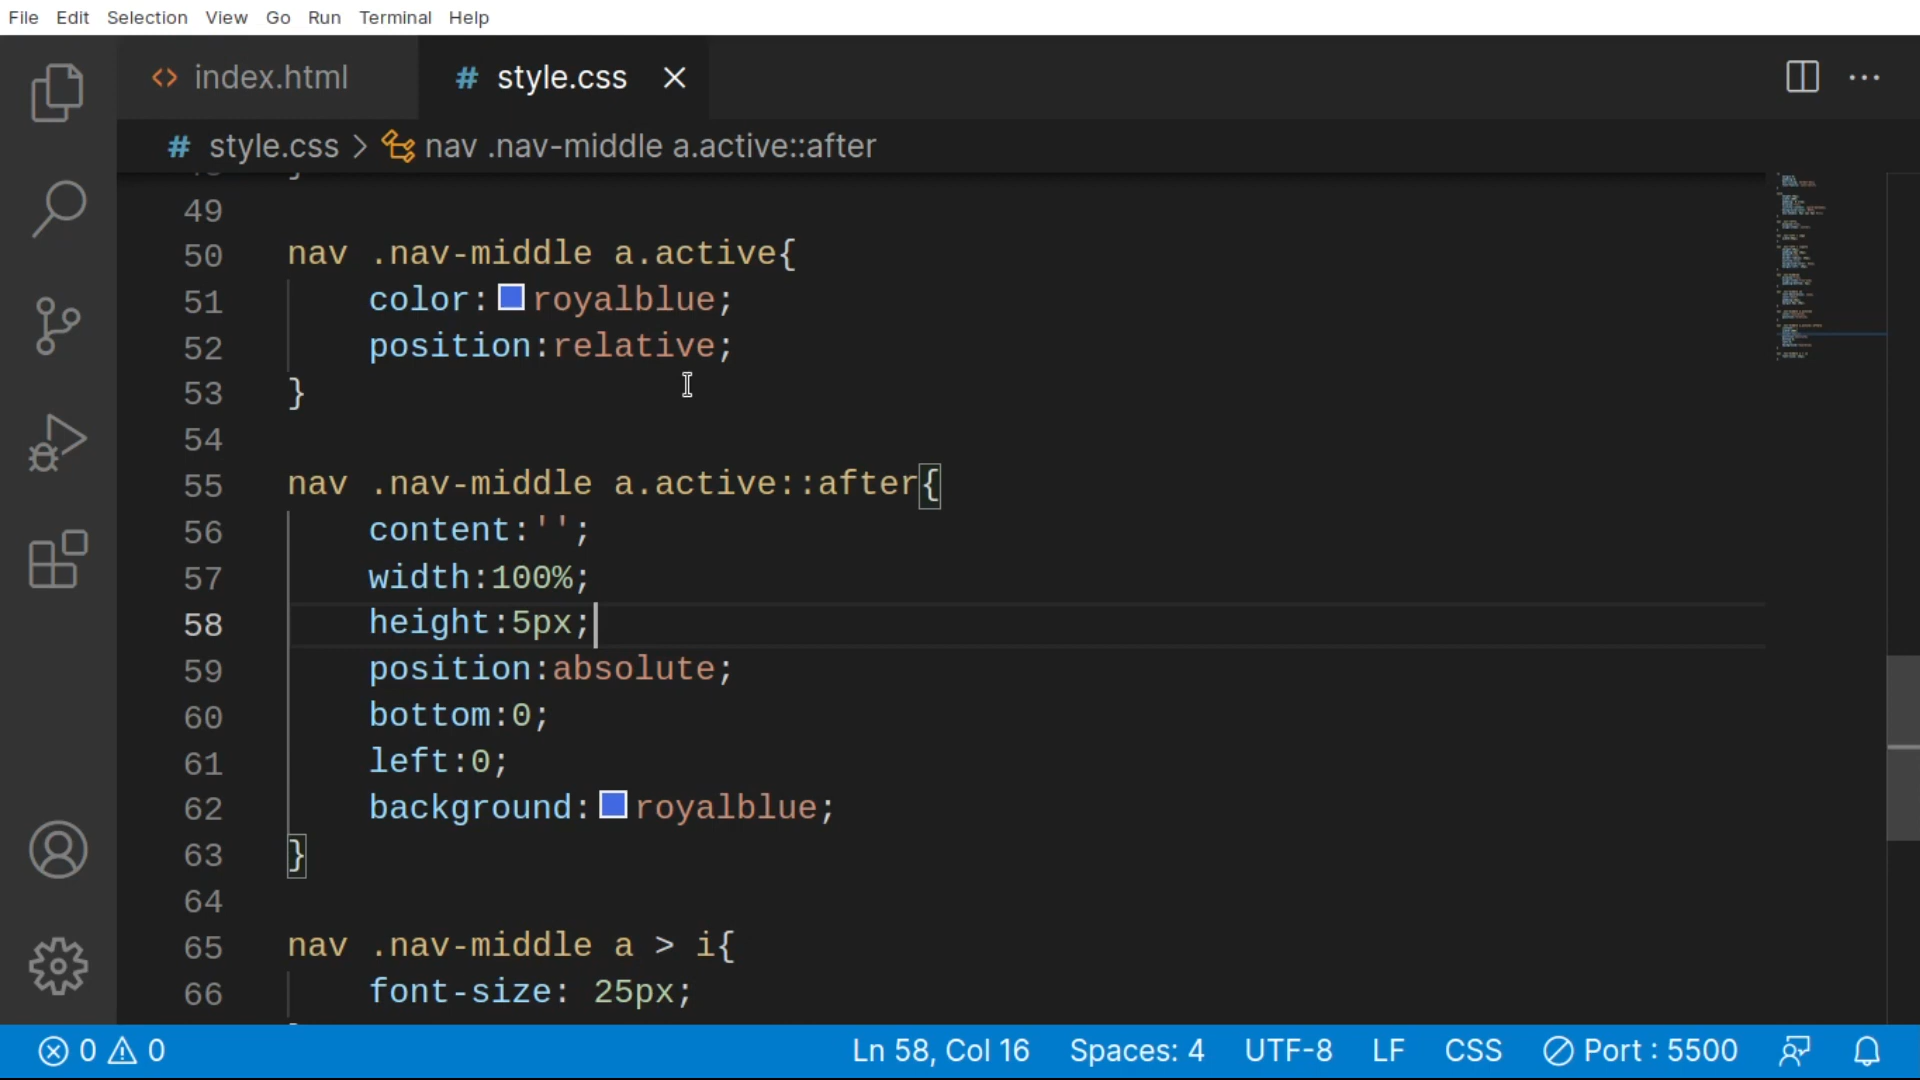 File Edit Selection View Go Run Terminal Help
<> index.html # style.css
# style.css > nav .nav-middle a.active::after
49
50 nav .nav-middle a.active{
51 color:royalblue;
52 position:relative;
53 }
54
55 nav .nav-middle a.active::after{
56 content:'';
57 width:100%;
58 height:5px;
59 position:absolute;
60 bottom:0;
61 left:0;
62 background:royalblue;
63 }
64
65 nav .nav-middle a > i{
66 font-size: 25px;
0 0 Ln 58, Col 16 Spaces: 4 UTF-8 LF CSS Port : 5500